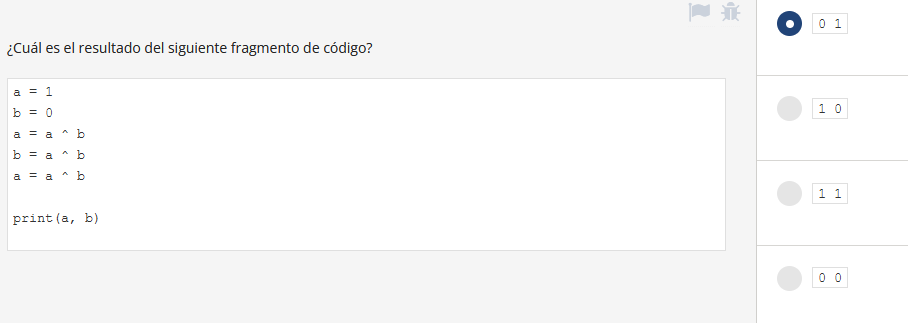 ¿Cuál es el resultado del siguiente fragmento de código?
a = 1
b = 0
a = a ^ b
b = a ^ b
a = a ^ b
print(a, b)
0 1
1 0
1 1
0 0